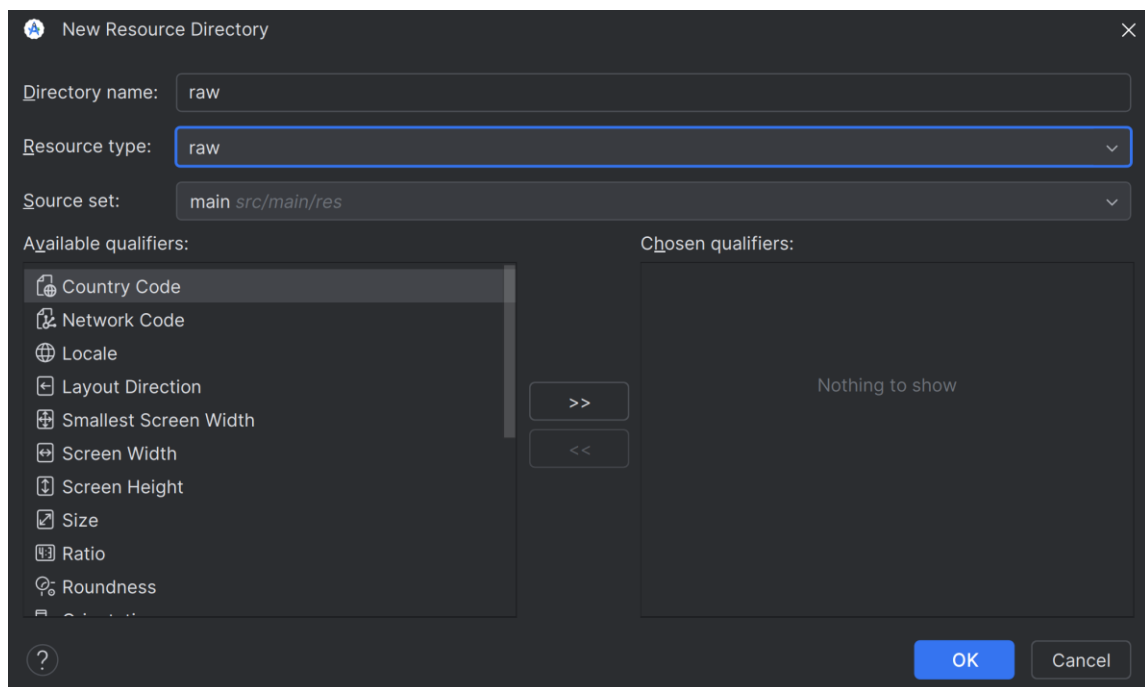 New Resource Directory
Directory name: raw
Resource type: raw
Source set: main src/main/res
Available qualifiers:
Chosen qualifiers:
Country Code
Network Code
Locale
Layout Direction
Smallest Screen Width
Screen Width
Screen Height
Size
Ratio
Roundness
>>
<<
Nothing to show
?
OK
Cancel